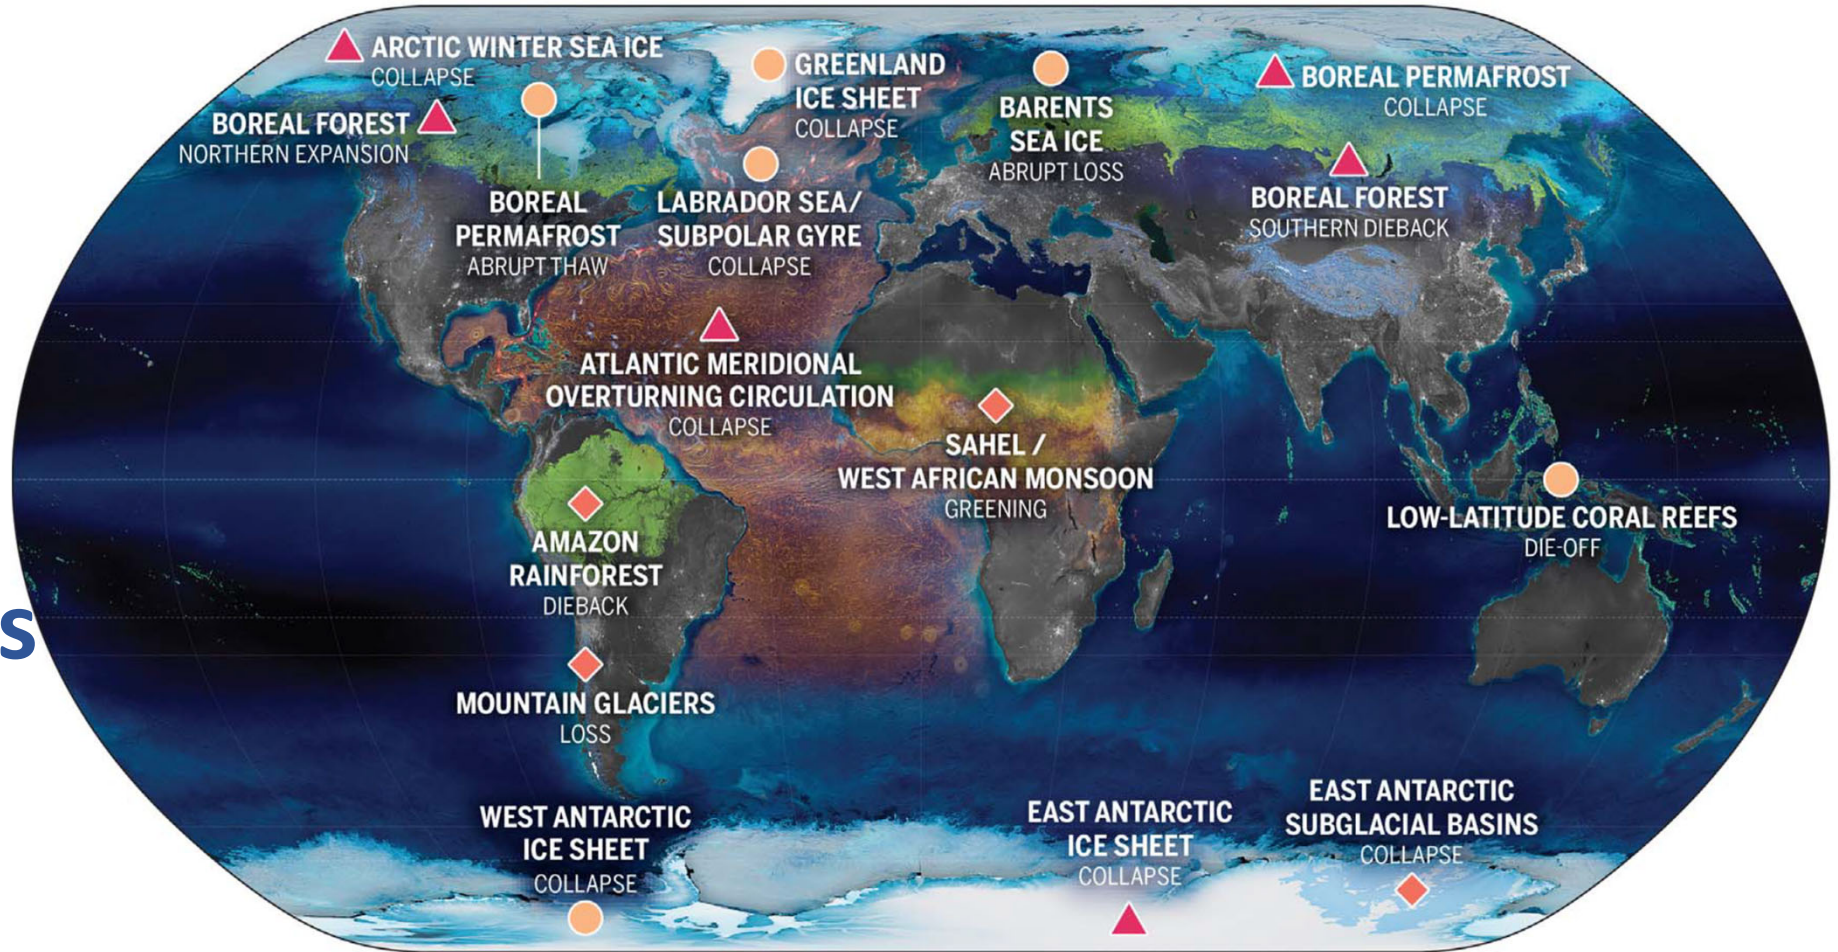 ARCTIC WINTER SEA ICE
COLLAPSE
GREENLAND
ICE SHEET
COLLAPSE
BARENTS
SEA ICE
ABRUPT LOSS
BOREAL PERMAFROST
COLLAPSE
BOREAL FOREST
NORTHERN EXPANSION
BOREAL
PERMAFROST
ABRUPT THAW
LABRADOR SEA/
SUBPOLAR GYRE
COLLAPSE
BOREAL FOREST
SOUTHERN DIEBACK
ATLANTIC MERIDIONAL
OVERTURNING CIRCULATION
COLLAPSE
SAHEL /
WEST AFRICAN MONSOON
GREENING
LOW-LATITUDE CORAL REEFS
DIE-OFF
AMAZON
RAINFOREST
DIEBACK
s
MOUNTAIN GLACIERS
LOSS
WEST ANTARCTIC
ICE SHEET
COLLAPSE
EAST ANTARCTIC
ICE SHEET
COLLAPSE
EAST ANTARCTIC
SUBGLACIAL BASINS
COLLAPSE